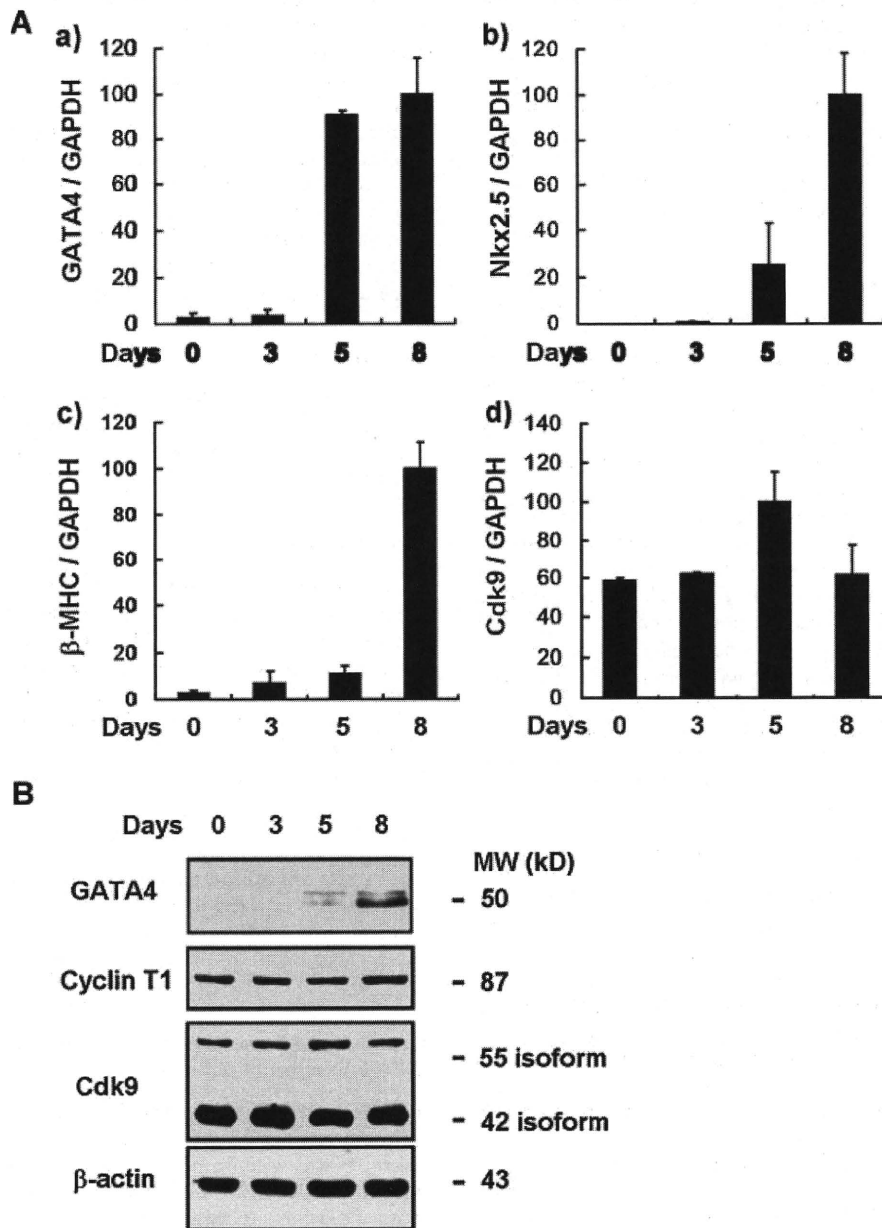 A
a)
GATA4 / GAPDH
120
100
80
60
40
20
0
Days 0 3 5 8
b)
Nkx2.5 / GAPDH
120
100
80
60
40
20
0
Days 0 3 5 8
c)
β-MHC / GAPDH
120
100
80
60
40
20
0
Days 0 3 5 8
d)
Cdk9 / GAPDH
140
120
100
80
60
40
20
0
Days 0 3 5 8
B
Days 0 3 5 8
MW (kD)
GATA4 - 50
Cyclin T1 - 87
Cdk9
- 55 isoform
- 42 isoform
β-actin - 43